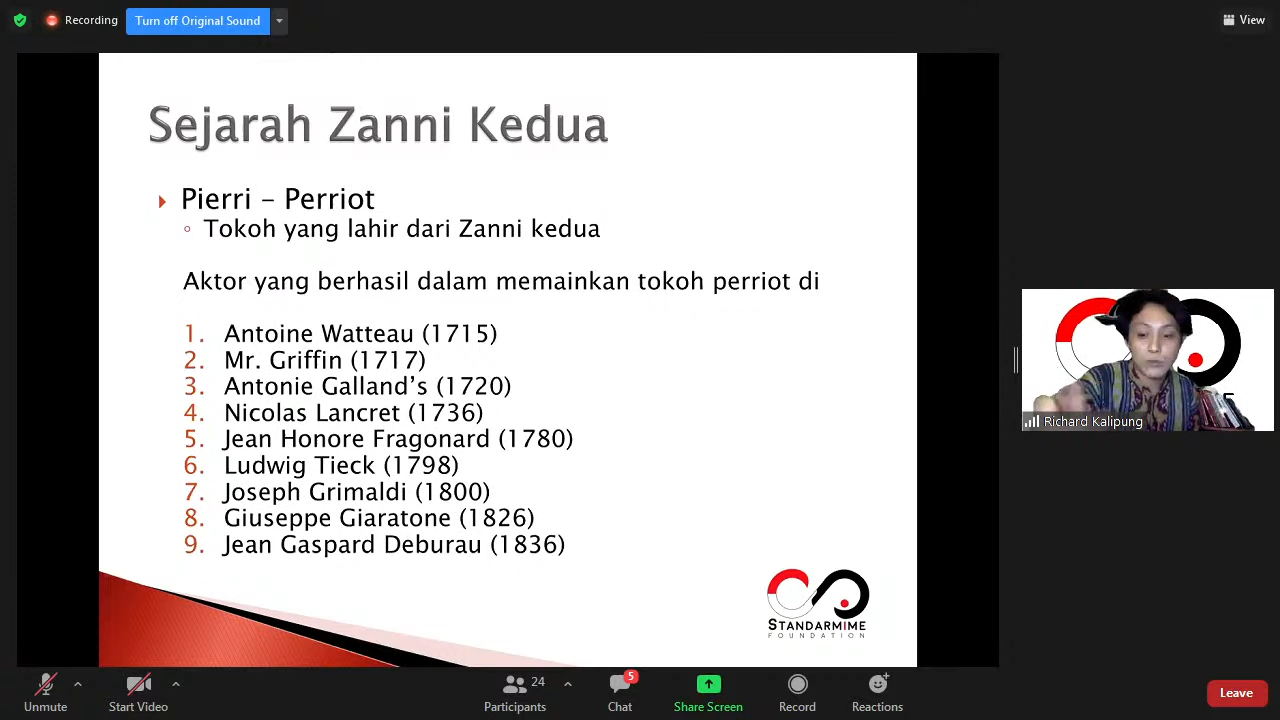 Recording
Turn off Original Sound
View
Sejarah Zanni Kedua
Pierri – Perriot
Tokoh yang lahir dari Zanni kedua
Aktor yang berhasil dalam memainkan tokoh perriot di
1. Antoine Watteau (1715)
2. Mr. Griffin (1717)
3. Antonie Galland’s (1720)
4. Nicolas Lancret (1736)
5. Jean Honore Fragonard (1780)
6. Ludwig Tieck (1798)
7. Joseph Grimaldi (1800)
8. Giuseppe Giaratone (1826)
9. Jean Gaspard Deburau (1836)
STANDARMIME
FOUNDATION
Richard Kalipung
Unmute
Start Video
24
Participants
5
Chat
Share Screen
Record
Reactions
Leave